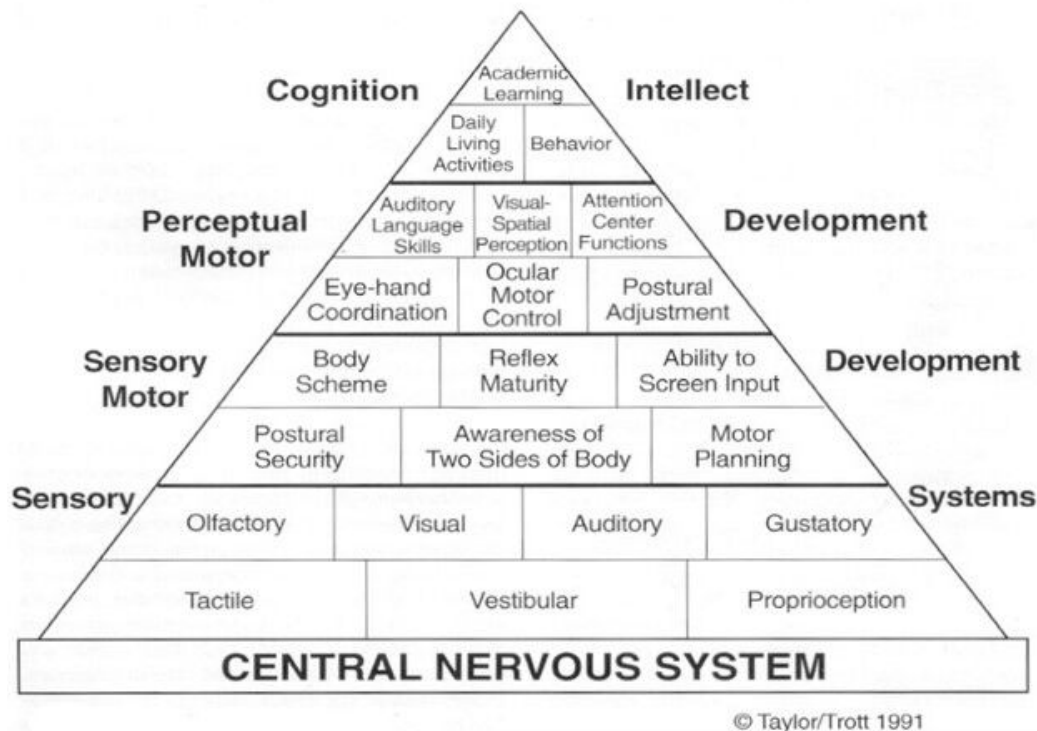 Academic
Learning
Cognition
Intellect
Daily
Living
Activities
Behavior
Perceptual
Motor
Auditory
Language
Skills
Visual-
Spatial
Perception
Attention
Center
Functions
Development
Eye-hand
Coordination
Ocular
Motor
Control
Postural
Adjustment
Sensory
Motor
Body
Scheme
Reflex
Maturity
Ability to
Screen Input
Development
Postural
Security
Awareness of
Two Sides of Body
Motor
Planning
Sensory
Systems
Olfactory
Visual
Auditory
Gustatory
Tactile
Vestibular
Proprioception
CENTRAL NERVOUS SYSTEM
© Taylor/Trott 1991